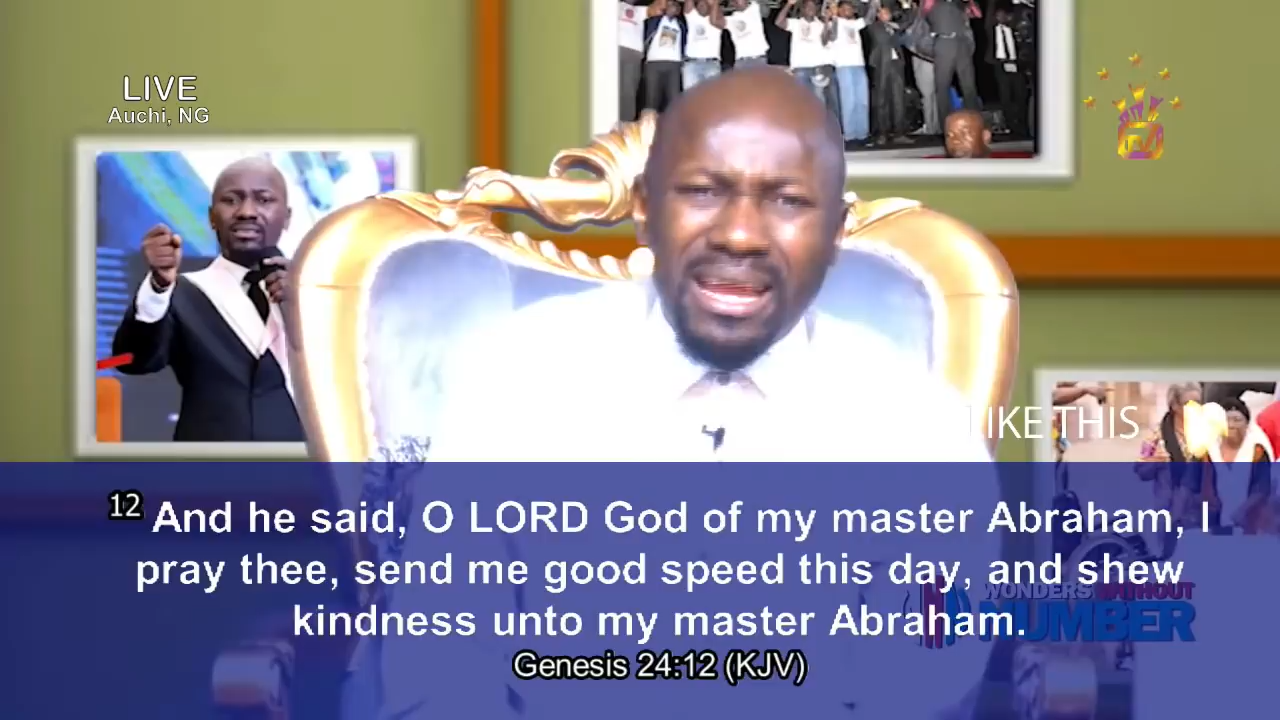 LIVE
Auchi, NG
LIKE THIS
12 And he said, O LORD God of my master Abraham, I
pray thee, send me good speed this day, and shew
kindness unto my master Abraham.
WONDERS WITHOUT
NUMBER
Genesis 24:12 (KJV)